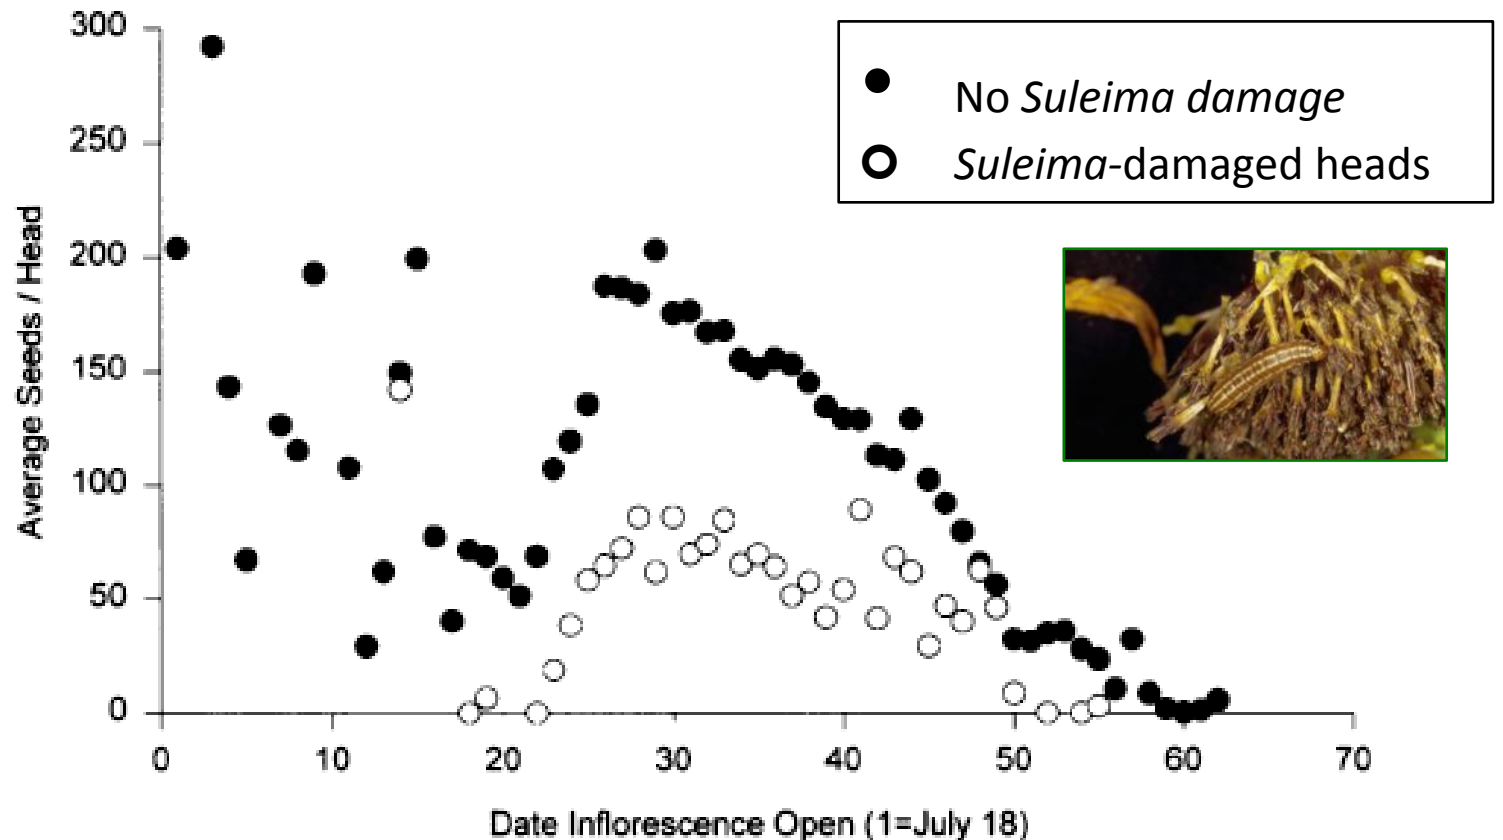 300
250
200
150
100
50
0
Average Seeds / Head
No Suleima damage
Suleima-damaged heads
0 10 20 30 40 50 60 70
Date Inflorescence Open (1=July 18)